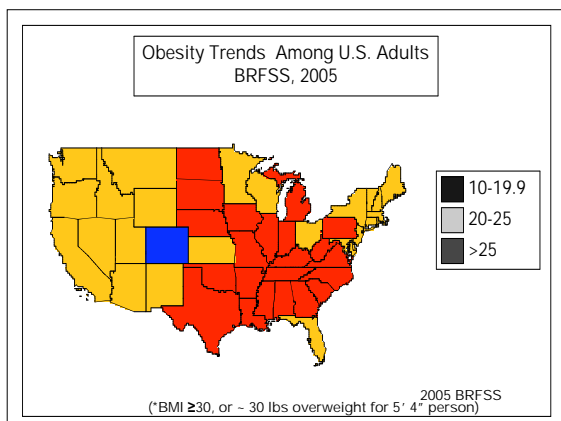 Obesity Trends Among U.S. Adults
BRFSS, 2005
10-19.9
20-25
>25
2005 BRFSS
(*BMI ≥30, or ~ 30 lbs overweight for 5' 4" person)